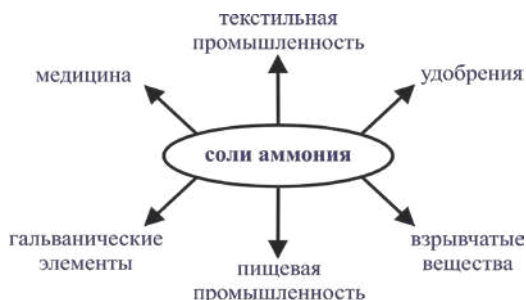 текстильная
промышленность
медицина
удобрения
соли аммония
гальванические
элементы
пищевая
промышленность
взрывчатые
вещества